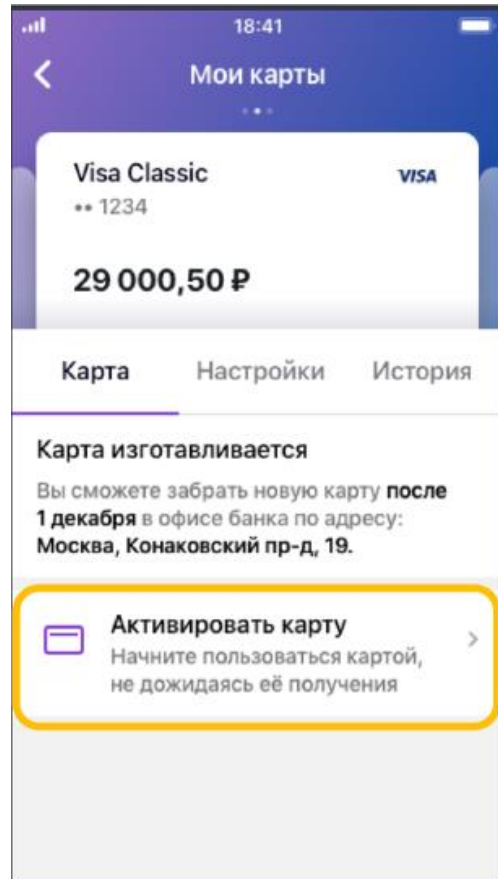 18:41
Мои карты
Visa Classic
VISA
•• 1234
29 000,50 ₽
Карта Настройки История
Карта изготавливается
Вы сможете забрать новую карту после
1 декабря в офисе банка по адресу:
Москва, Конаковский пр-д, 19.
Активировать карту
Начните пользоваться картой,
не дожидаясь её получения